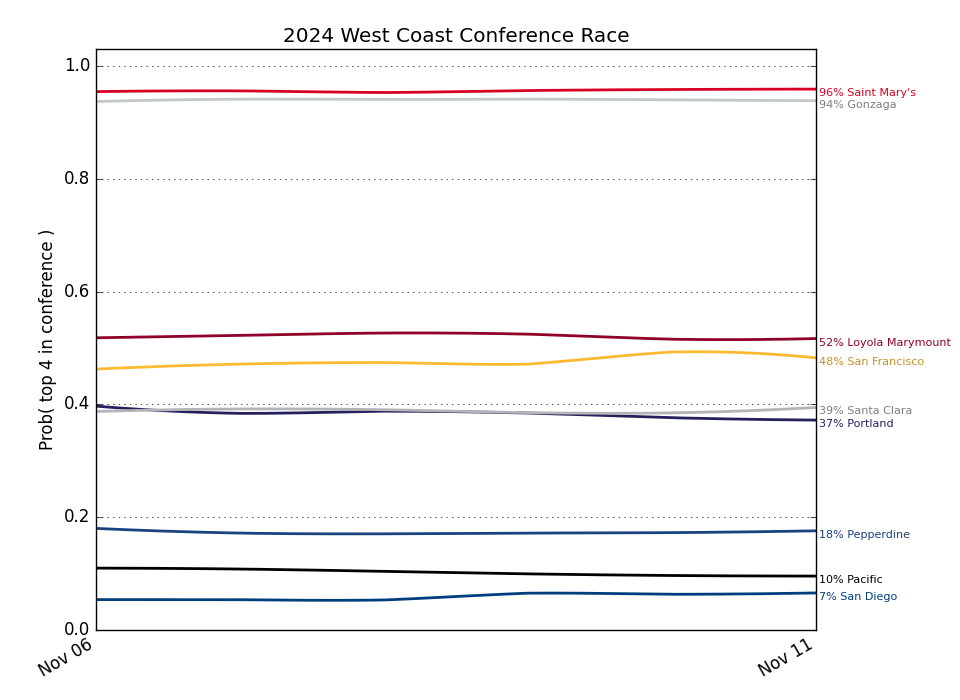 2024 West Coast Conference Race
Prob( top 4 in conference )
1.0
0.8
0.6
0.4
0.2
0.0
Nov 06
Nov 11
96% Saint Mary's
94% Gonzaga
52% Loyola Marymount
48% San Francisco
39% Santa Clara
37% Portland
18% Pepperdine
10% Pacific
7% San Diego